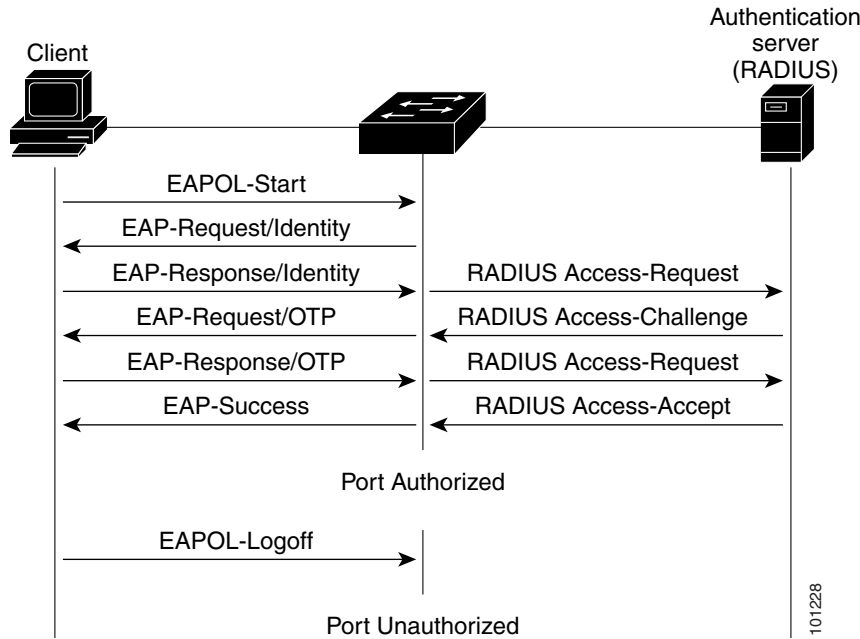 Authentication
server
(RADIUS)
Client
EAPOL-Start
EAP-Request/Identity
EAP-Response/Identity
RADIUS Access-Request
EAP-Request/OTP
RADIUS Access-Challenge
EAP-Response/OTP
RADIUS Access-Request
EAP-Success
RADIUS Access-Accept
Port Authorized
EAPOL-Logoff
Port Unauthorized
101228